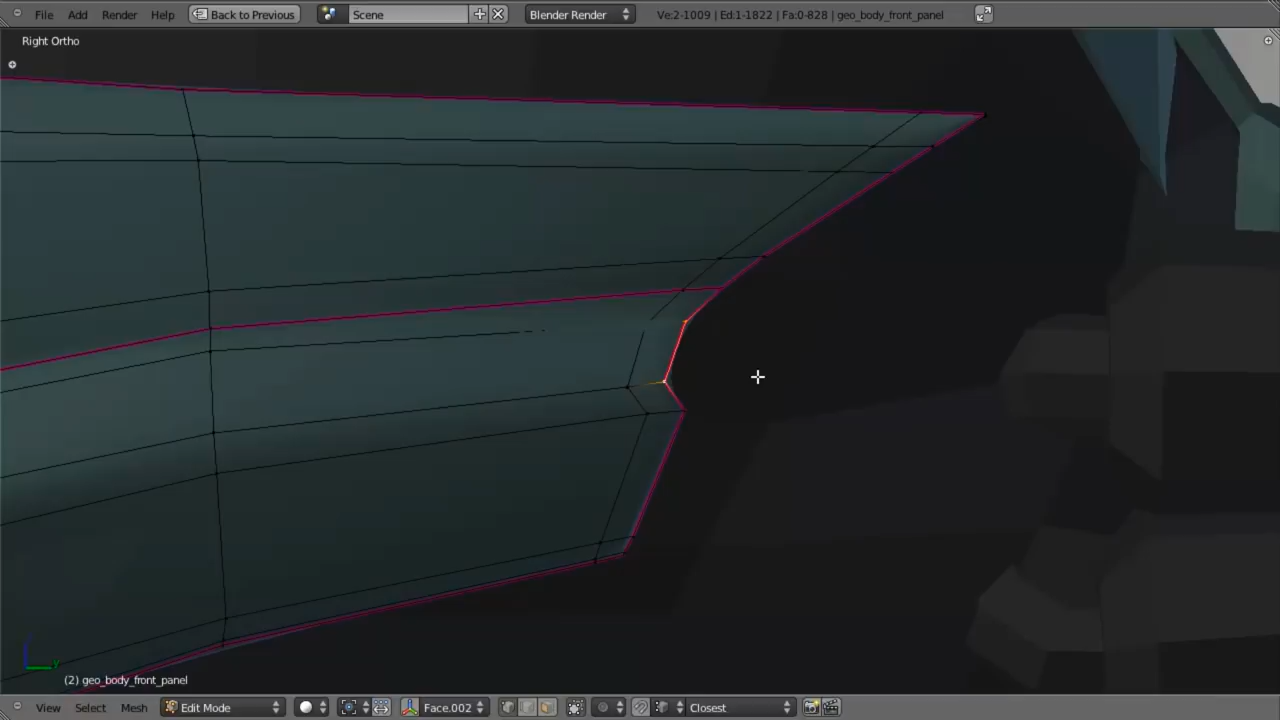 File Add Render Help Back to Previous Scene Blender Render Ve:2-1009 | Ed:1-1822 | Fa:0-828 | geo_body_front_panel
Right Ortho
y
(2) geo_body_front_panel
View Select Mesh Edit Mode Face.002 Closest